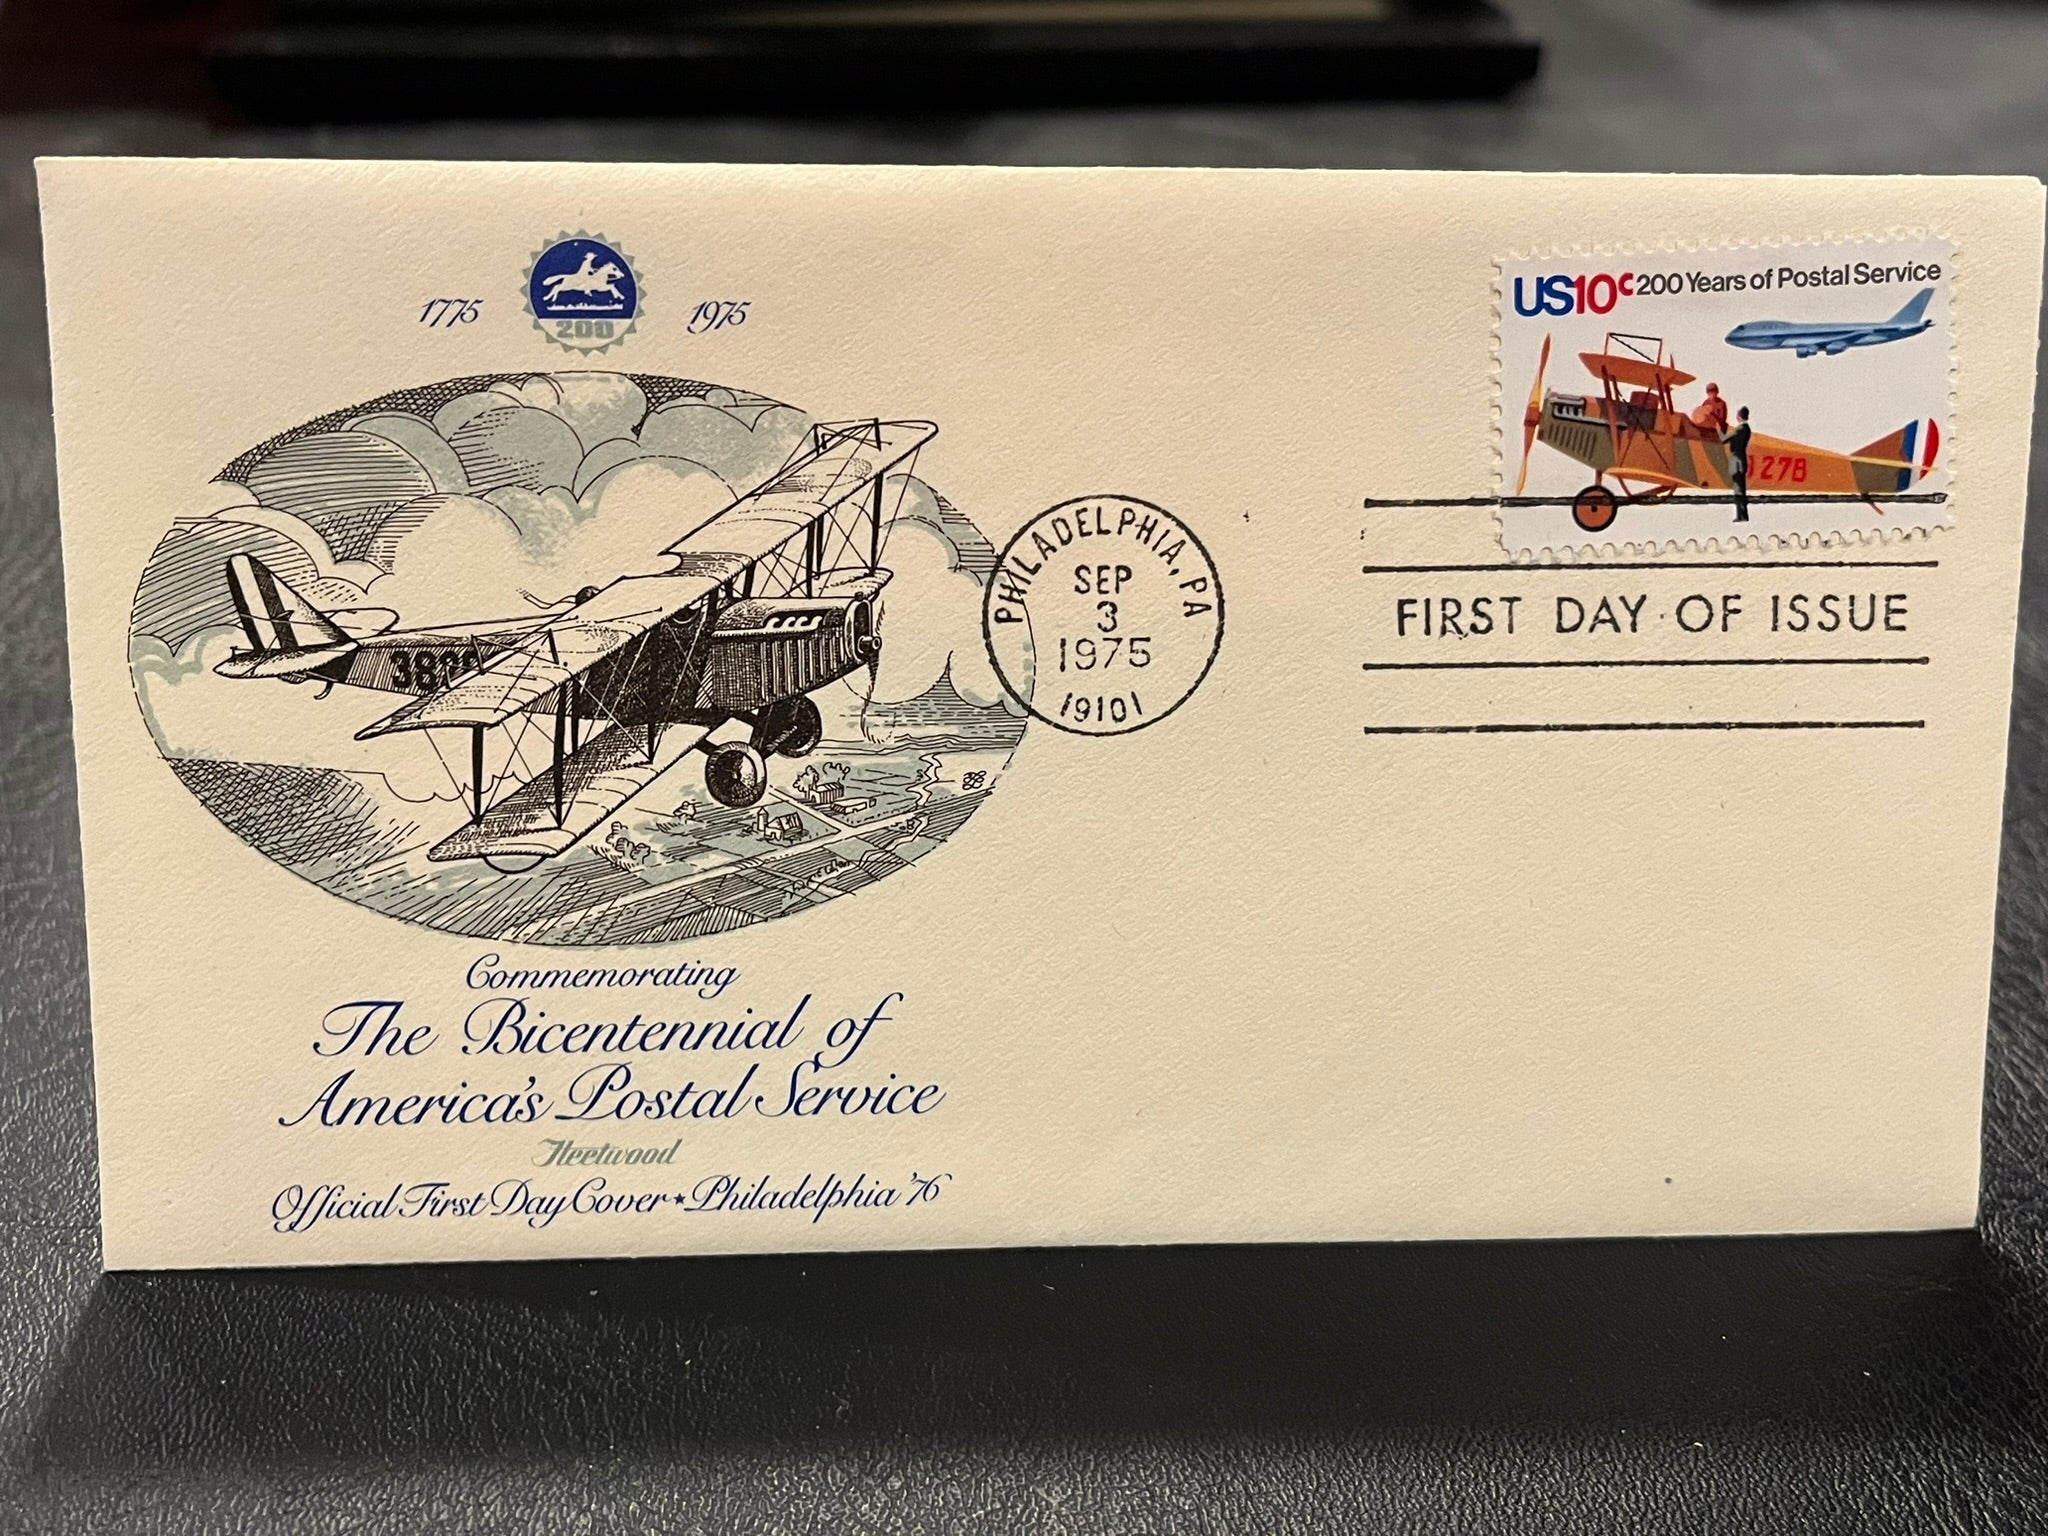 1775 200 1975
US10c 200 Years of Postal Service
278
PHILADELPHIA, PA
SEP
3
1975
19101
FIRST DAY OF ISSUE
Commemorating
The Bicentennial of
America's Postal Service
Fleetwood
Official First Day Cover ★ Philadelphia '76